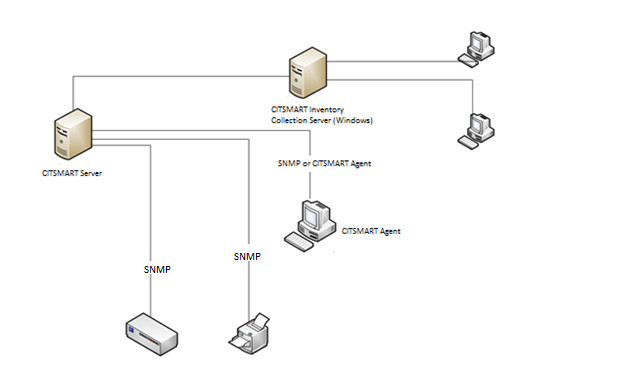 CITSMART Inventory
Collection Server (Windows)
SNMP or CITSMART Agent
CITSMART Server
CITSMART Agent
SNMP
SNMP